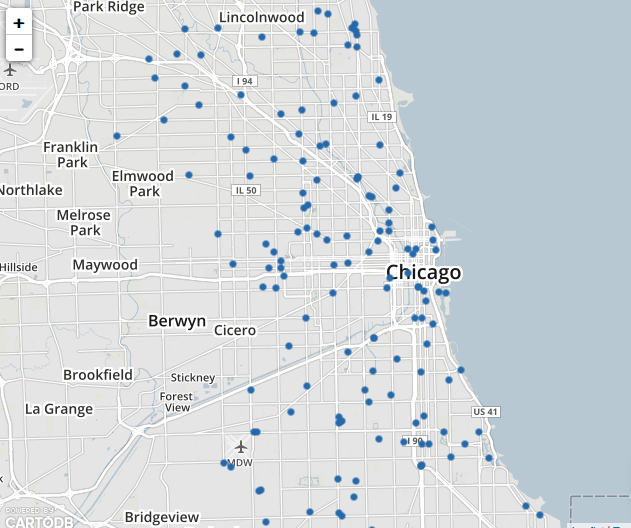 Park Ridge
Lincolnwood
+
−
ORD
I 94
IL 19
Franklin
Park
Elmwood
Park
Northlake
IL 50
Melrose
Park
Hillside
Maywood
Chicago
Berwyn
Cicero
Brookfield
Stickney
Forest
View
La Grange
US 41
I 90
MDW
POWERED BY
CARTODB
Bridgeview